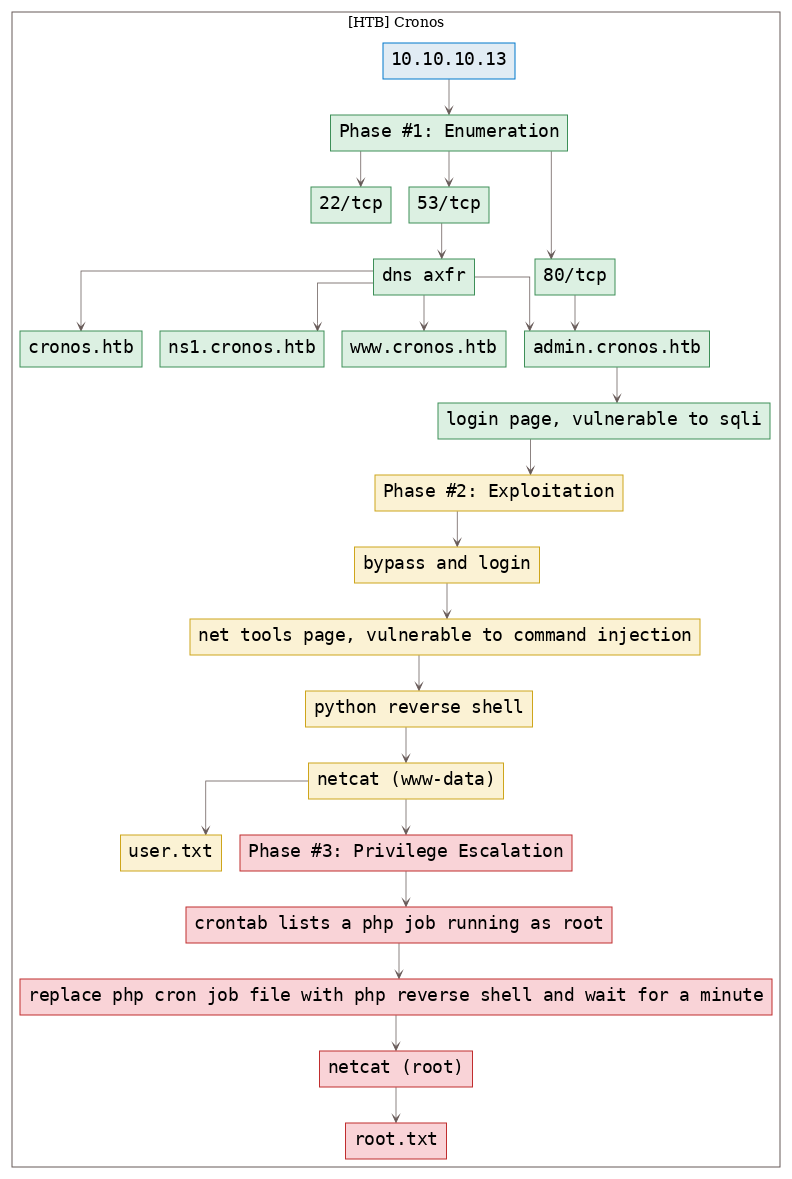 [HTB] Cronos
10.10.10.13
Phase #1: Enumeration
22/tcp
53/tcp
dns axfr
80/tcp
cronos.htb
ns1.cronos.htb
www.cronos.htb
admin.cronos.htb
login page, vulnerable to sqli
Phase #2: Exploitation
bypass and login
net tools page, vulnerable to command injection
python reverse shell
netcat (www-data)
user.txt
Phase #3: Privilege Escalation
crontab lists a php job running as root
replace php cron job file with php reverse shell and wait for a minute
netcat (root)
root.txt